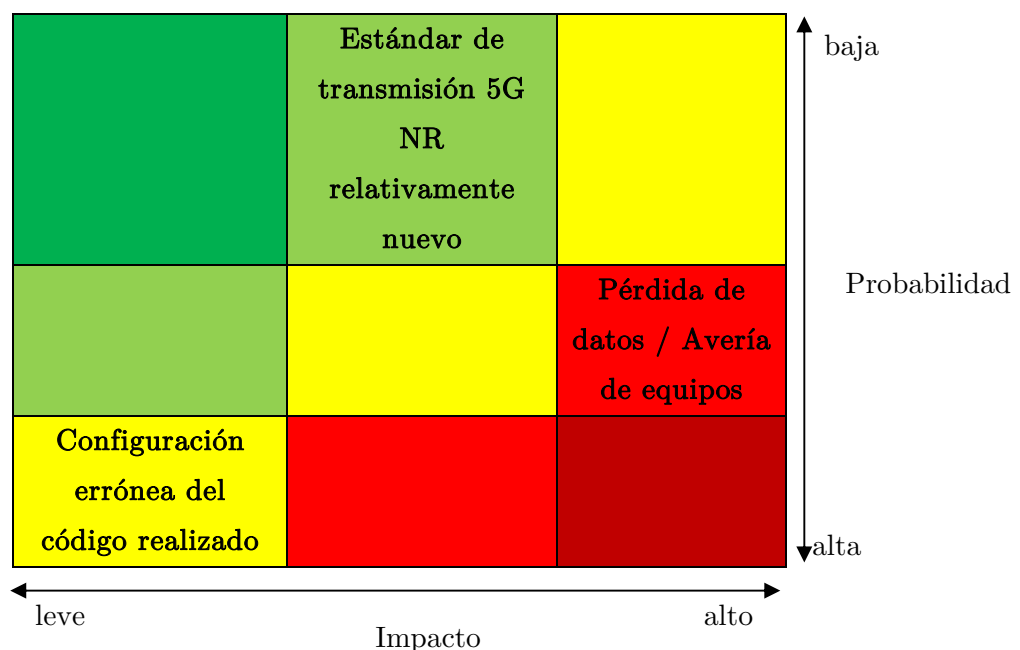 Estándar de
transmisión 5G
NR
relativamente
nuevo
baja
Pérdida de
datos / Avería
de equipos
Probabilidad
Configuración
errónea del
código realizado
alta
leve
alto
Impacto